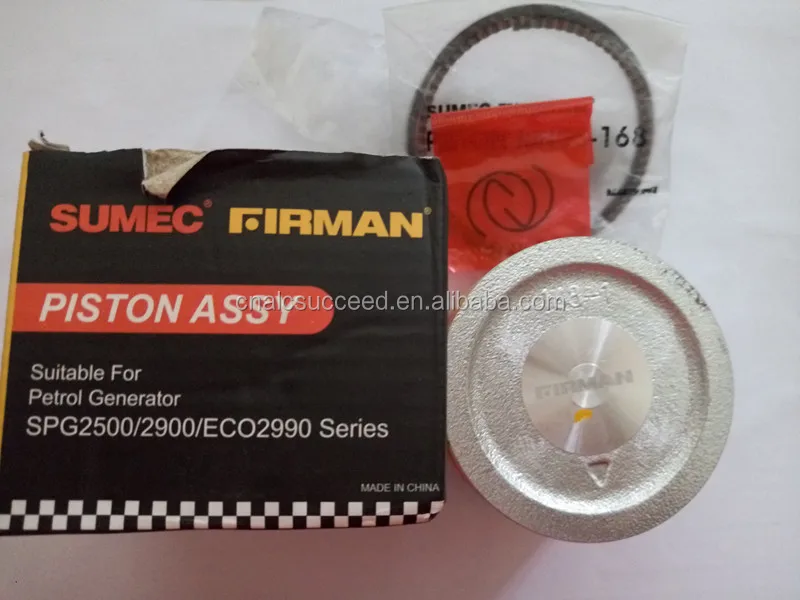 SUMEC® FIRMAN®
PISTON ASSY
Suitable For
Petrol Generator
SPG2500/2900/ECO2990 Series
MADE IN CHINA
-168
FIRMAN
cnalcsucceed.en.alibaba.com